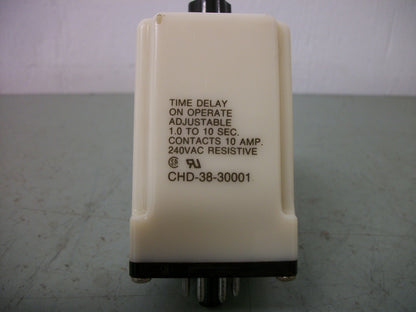 TIME DELAY
ON OPERATE
ADJUSTABLE
1.0 TO 10 SEC.
CONTACTS 10 AMP.
240VAC RESISTIVE
CHD-38-30001